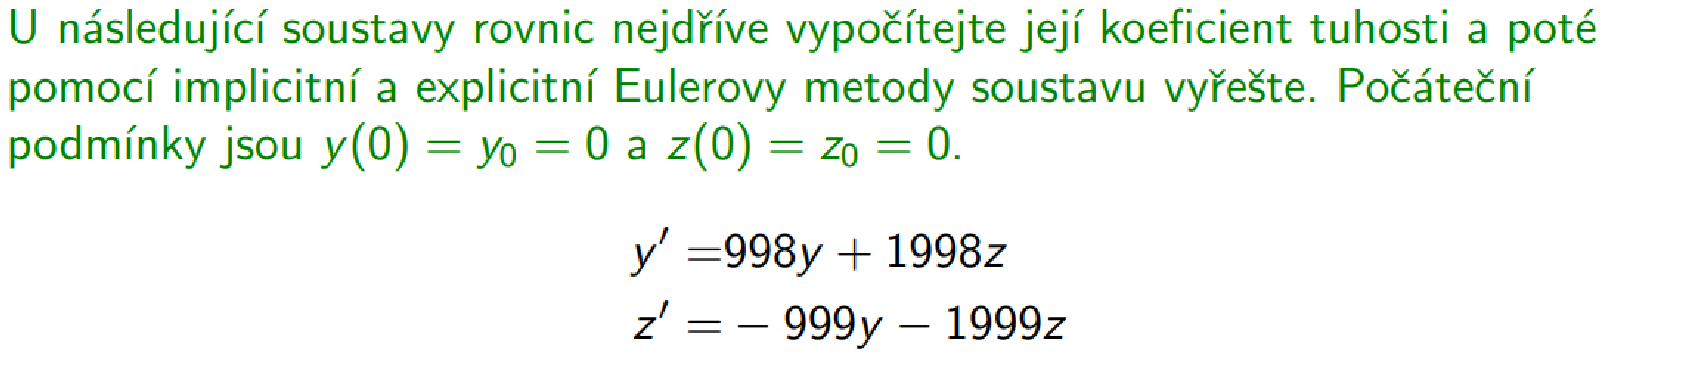 U následující soustavy rovnic nejdříve vypočítejte její koeficient tuhosti a poté
pomocí implicitní a explicitní Eulerovy metody soustavu vyřešte. Počáteční
podmínky jsou y(0) = y₀ = 0 a z(0) = z₀ = 0.
y′ =998y + 1998z
z′ = − 999y − 1999z